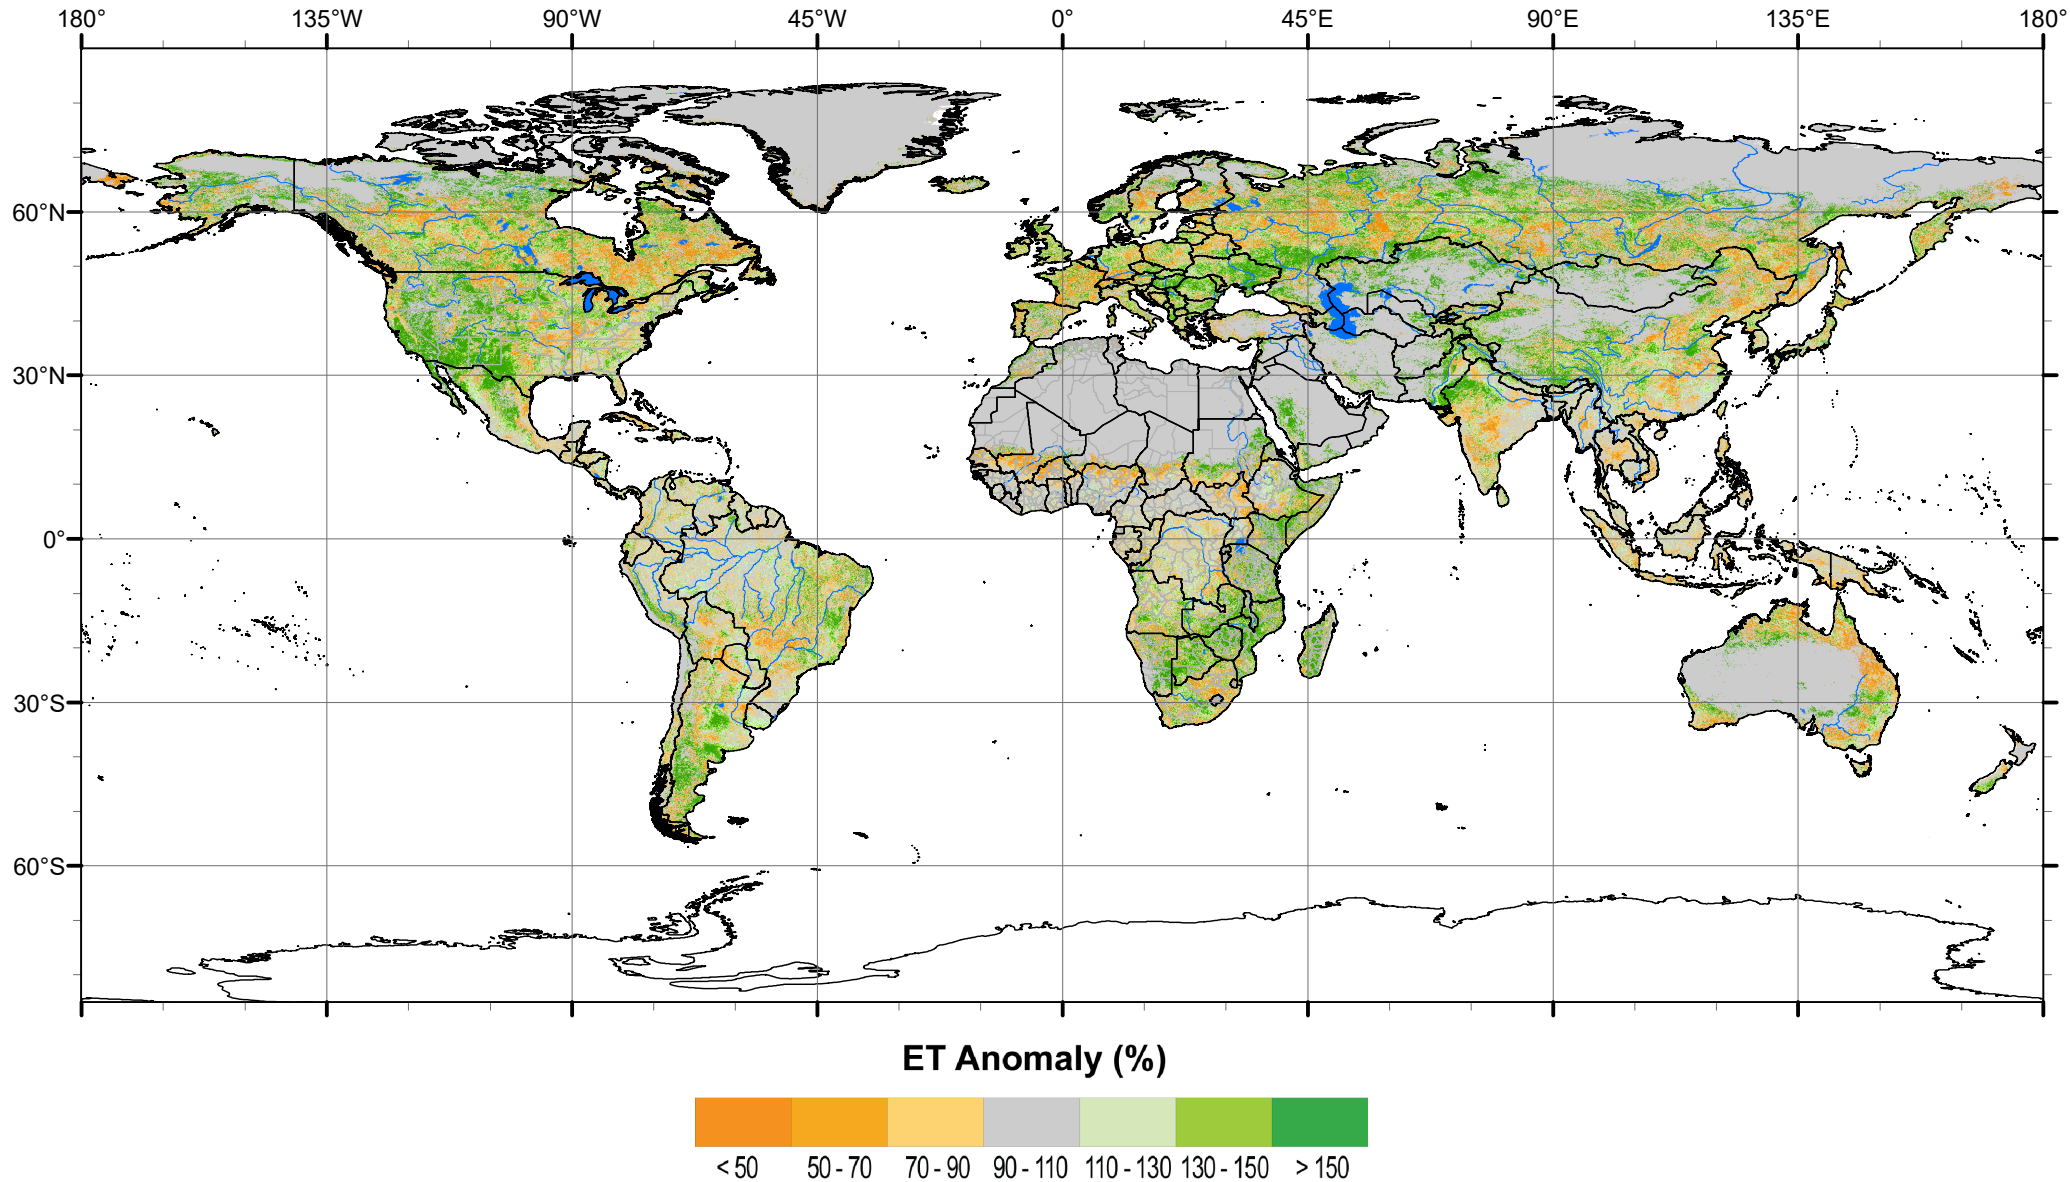 180° 135°W 90°W 45°W 0° 45°E 90°E 135°E 180°
60°N
30°N
0°
30°S
60°S
ET Anomaly (%)
< 50 50 - 70 70 - 90 90 - 110 110 - 130 130 - 150 > 150